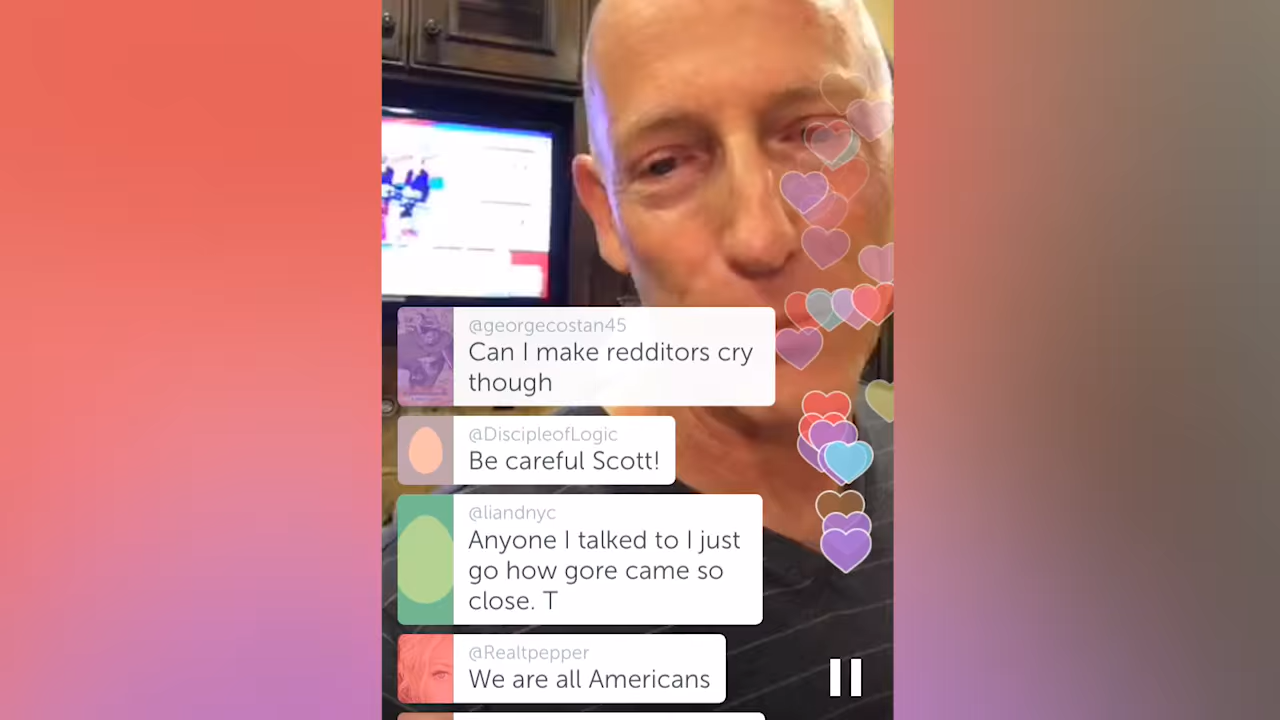 @georgecostan45
Can I make redditors cry
though
@DiscipleofLogic
Be careful Scott!
@liandnyc
Anyone I talked to I just
go how gore came so
close. T
@Realtpepper
We are all Americans